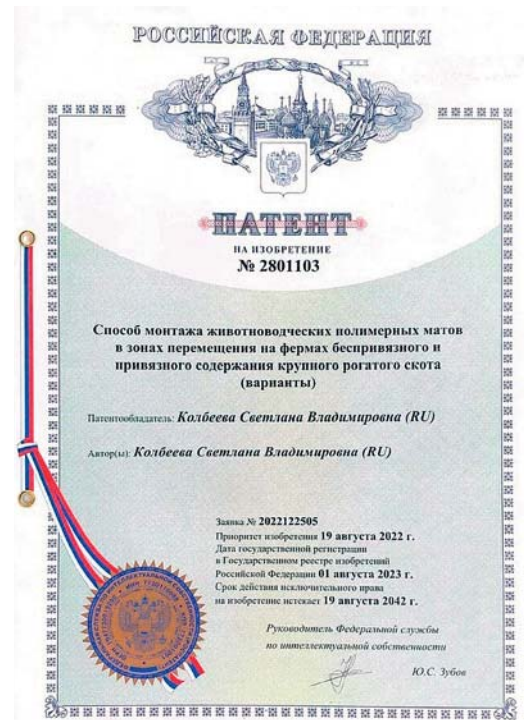 РОССИЙСКАЯ ФЕДЕРАЦИЯ
ПАТЕНТ
НА ИЗОБРЕТЕНИЕ
№ 2801103
Способ монтажа животноводческих полимерных матов
в зонах перемещения на фермах беспривязного и
привязного содержания крупного рогатого скота
(варианты)
Патентообладатель: Колбеева Светлана Владимировна (RU)
Автор(ы): Колбеева Светлана Владимировна (RU)
Заявка № 2022122505
Приоритет изобретения 19 августа 2022 г.
Дата государственной регистрации
в Государственном реестре изобретений
Российской Федерации 01 августа 2023 г.
Срок действия исключительного права
на изобретение истекает 19 августа 2042 г.
Руководитель Федеральной службы
по интеллектуальной собственности
Ю.С. Зубов